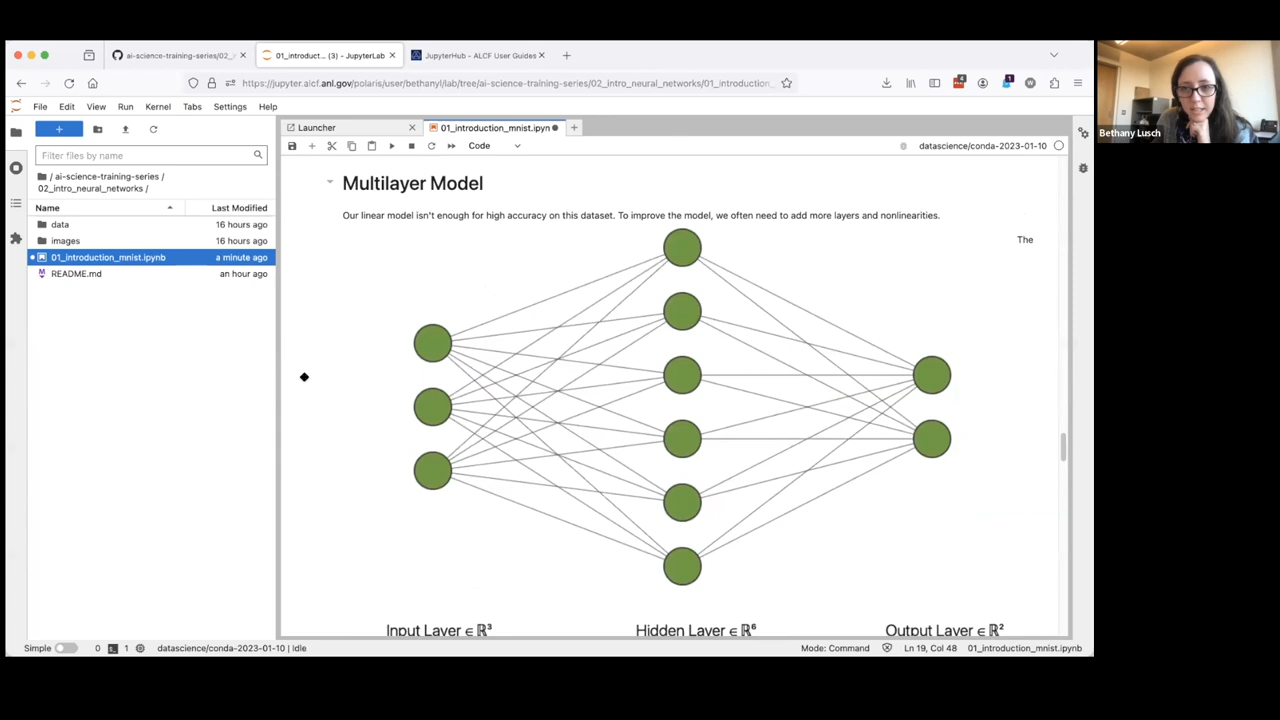 ai-science-training-series/02_i
01_introduct… (3) - JupyterLab
JupyterHub - ALCF User Guides
https://jupyter.alcf.anl.gov/polaris/user/bethanyl/lab/tree/ai-science-training-series/02_intro_neural_networks/01_introduction_
4
1
W
File Edit View Run Kernel Tabs Settings Help
Bethany Lusch
Launcher
01_introduction_mnist.ipyn
Code
datascience/conda-2023-01-10
Filter files by name
/ ai-science-training-series /
02_intro_neural_networks /
Name Last Modified
data 16 hours ago
images 16 hours ago
01_introduction_mnist.ipynb a minute ago
README.md an hour ago
Multilayer Model
Our linear model isn't enough for high accuracy on this dataset. To improve the model, we often need to add more layers and nonlinearities.
The
Input Layer ∈ ℝ³ Hidden Layer ∈ ℝ⁶ Output Layer ∈ ℝ²
Simple 0 1 datascience/conda-2023-01-10 | Idle Mode: Command Ln 19, Col 48 01_introduction_mnist.ipynb